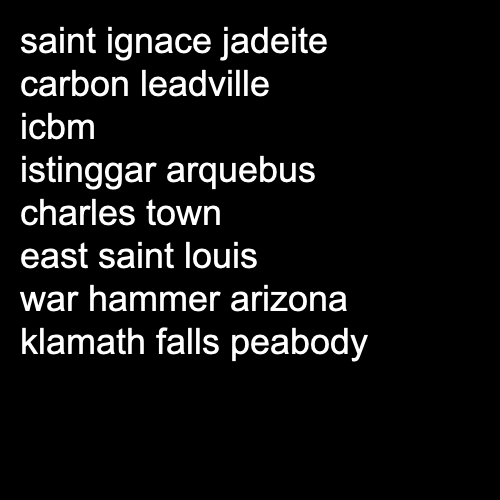 saint ignace jadeite
carbon leadville
icbm
istinggar arquebus
charles town
east saint louis
war hammer arizona
klamath falls peabody